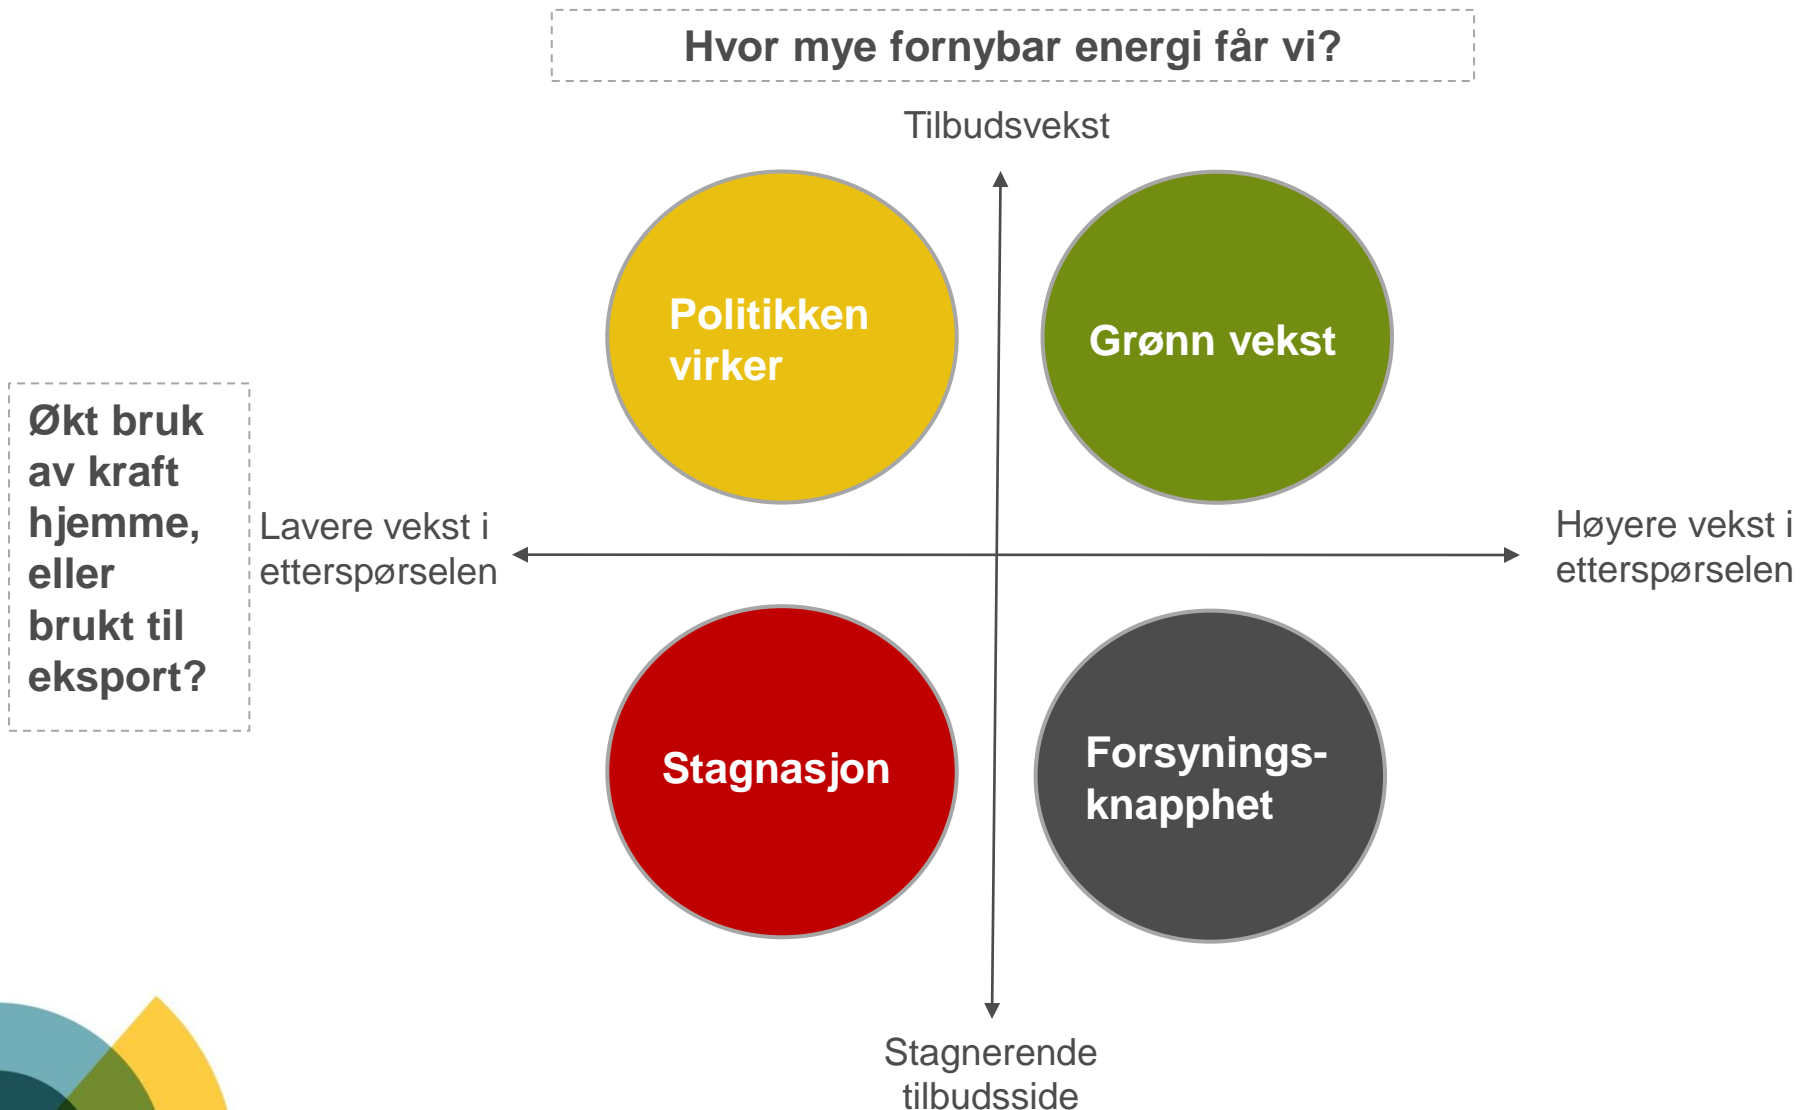 Hvor mye fornybar energi får vi?
Tilbudsvekst
Politikken
virker
Grønn vekst
Økt bruk
av kraft
hjemme,
eller
brukt til
eksport?
Lavere vekst i
etterspørselen
Høyere vekst i
etterspørselen
Stagnasjon
Forsynings-
knapphet
Stagnerende
tilbudsside